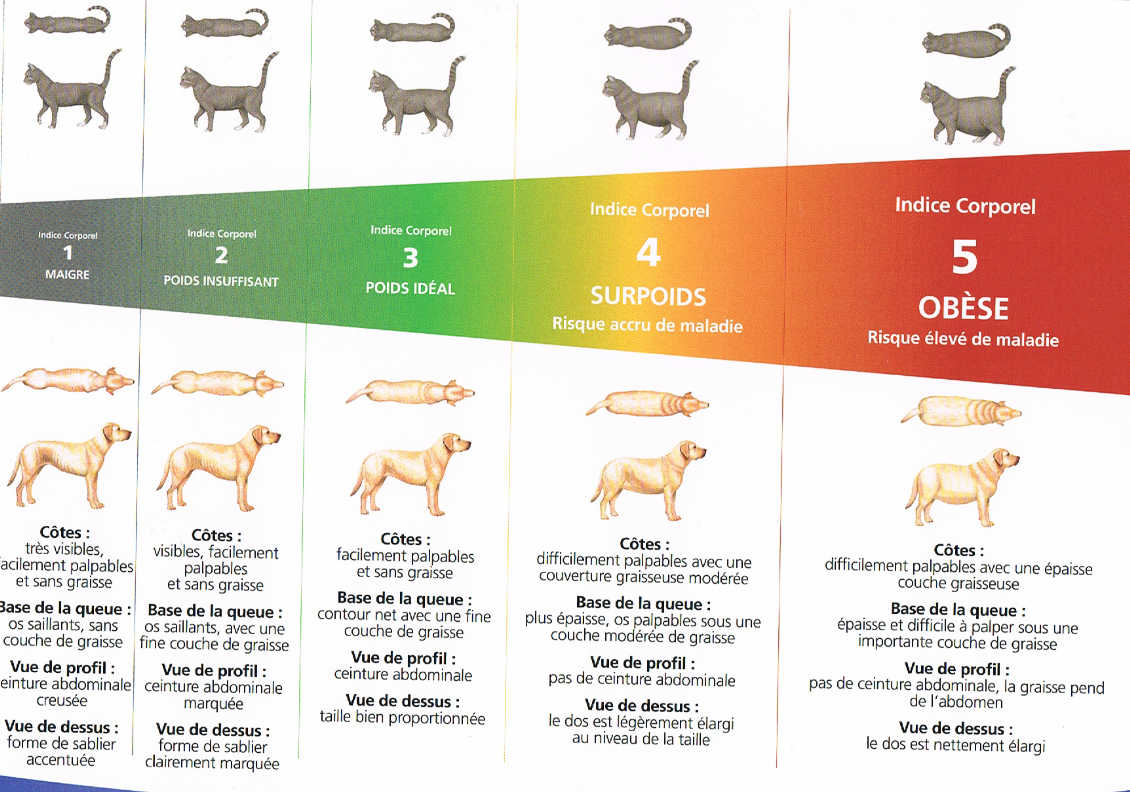 Indice Corporel
1
MAIGRE
Indice Corporel
2
POIDS INSUFFISANT
Indice Corporel
3
POIDS IDÉAL
Indice Corporel
4
SURPOIDS
Risque accru de maladie
Indice Corporel
5
OBÈSE
Risque élevé de maladie
Côtes :
très visibles,
acilement palpables
et sans graisse
Base de la queue :
os saillants, sans
couche de graisse
Vue de profil :
einture abdominale
creusée
Vue de dessus :
forme de sablier
accentuée
Côtes :
visibles, facilement
palpables
et sans graisse
Base de la queue :
os saillants, avec une
fine couche de graisse
Vue de profil :
ceinture abdominale
marquée
Vue de dessus :
forme de sablier
clairement marquée
Côtes :
facilement palpables
et sans graisse
Base de la queue :
contour net avec une fine
couche de graisse
Vue de profil :
ceinture abdominale
Vue de dessus :
taille bien proportionnée
Côtes :
difficilement palpables avec une
couverture graisseuse modérée
Base de la queue :
plus épaisse, os palpables sous une
couche modérée de graisse
Vue de profil :
pas de ceinture abdominale
Vue de dessus :
le dos est légèrement élargi
au niveau de la taille
Côtes :
difficilement palpables avec une épaisse
couche graisseuse
Base de la queue :
épaisse et difficile à palper sous une
importante couche de graisse
Vue de profil :
pas de ceinture abdominale, la graisse pend
de l'abdomen
Vue de dessus :
le dos est nettement élargi